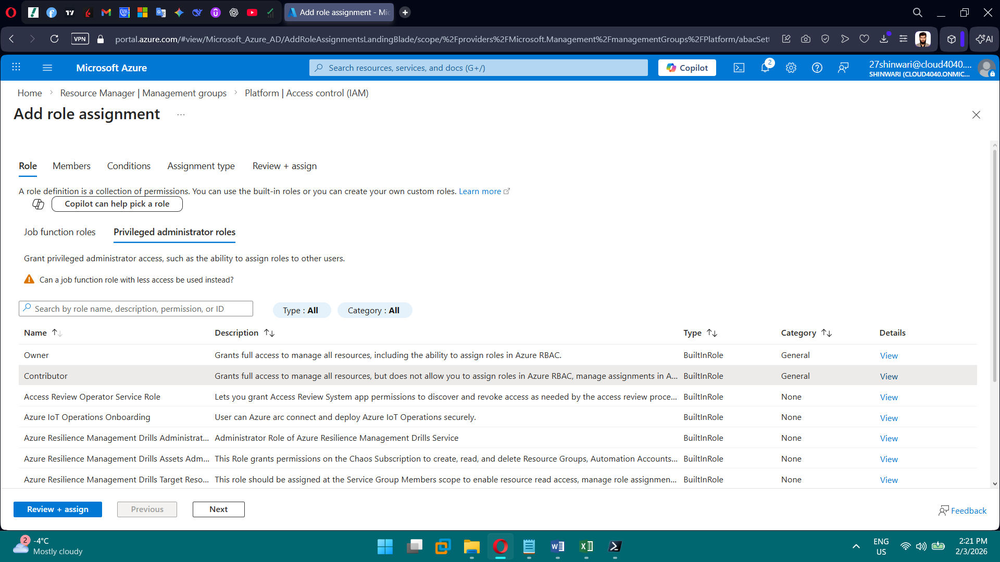 Add role assignment - Mic
VPN
portal.azure.com/#view/Microsoft_Azure_AD/AddRoleAssignmentsLandingBlade/scope/%2Fproviders%2FMicrosoft.Management%2FmanagementGroups%2FPlatform/abacSett
AI
Microsoft Azure
Search resources, services, and docs (G+/)
Copilot
2
27shinwari@cloud4040....
SHINWARI (CLOUD4040.ONMIC...
Home > Resource Manager | Management groups > Platform | Access control (IAM)
Add role assignment ...
Role Members Conditions Assignment type Review + assign
A role definition is a collection of permissions. You can use the built-in roles or you can create your own custom roles. Learn more
Copilot can help pick a role
Job function roles Privileged administrator roles
Grant privileged administrator access, such as the ability to assign roles to other users.
Can a job function role with less access be used instead?
Search by role name, description, permission, or ID Type : All Category : All
Name Description Type Category Details
Owner Grants full access to manage all resources, including the ability to assign roles in Azure RBAC. BuiltInRole General View
Contributor Grants full access to manage all resources, but does not allow you to assign roles in Azure RBAC, manage assignments in A... BuiltInRole General View
Access Review Operator Service Role Lets you grant Access Review System app permissions to discover and revoke access as needed by the access review proce... BuiltInRole None View
Azure IoT Operations Onboarding User can Azure arc connect and deploy Azure IoT Operations securely. BuiltInRole None View
Azure Resilience Management Drills Administrat... Administrator Role of Azure Resilience Management Drills Service BuiltInRole None View
Azure Resilience Management Drills Assets Adm... This Role grants permissions on the Chaos Subscription to create, read, and delete Resource Groups, Automation Accounts... BuiltInRole None View
Azure Resilience Management Drills Target Reso... This role should be assigned at the Service Group Members scope to enable resource read access, manage role assignmen... BuiltInRole None View
Review + assign Previous Next
Feedback
2
-4°C
Mostly cloudy
ENG
US
2:21 PM
2/3/2026